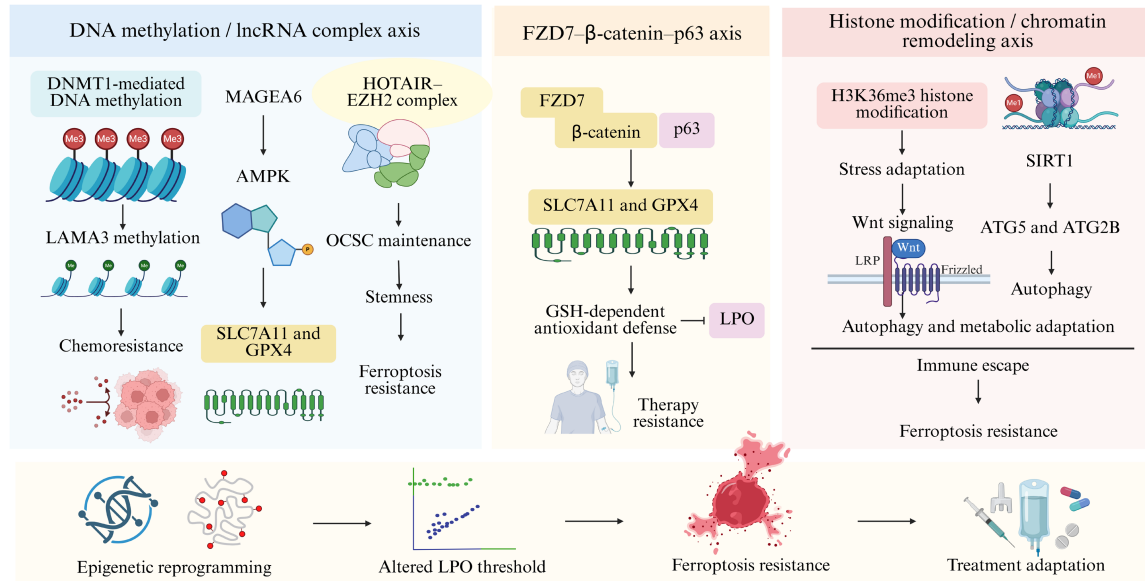 DNA methylation / lncRNA complex axis
DNMT1-mediated
DNA methylation
Me3 Me3 Me3 Me3
LAMA3 methylation
Me Me Me Me
Chemoresistance
MAGEA6
AMPK
P
SLC7A11 and
GPX4
HOTAIR–
EZH2 complex
OCSC maintenance
Stemness
Ferroptosis
resistance
FZD7–β-catenin–p63 axis
FZD7
β-catenin
p63
SLC7A11 and GPX4
GSH-dependent
antioxidant defense
LPO
Therapy
resistance
Histone modification / chromatin
remodeling axis
H3K36me3 histone
modification
Stress adaptation
Wnt signaling
LRP
Wnt
Frizzled
Me1
Me1
SIRT1
ATG5 and ATG2B
Autophagy
Autophagy and metabolic adaptation
Immune escape
Ferroptosis resistance
Epigenetic reprogramming
Altered LPO threshold
Ferroptosis resistance
Treatment adaptation